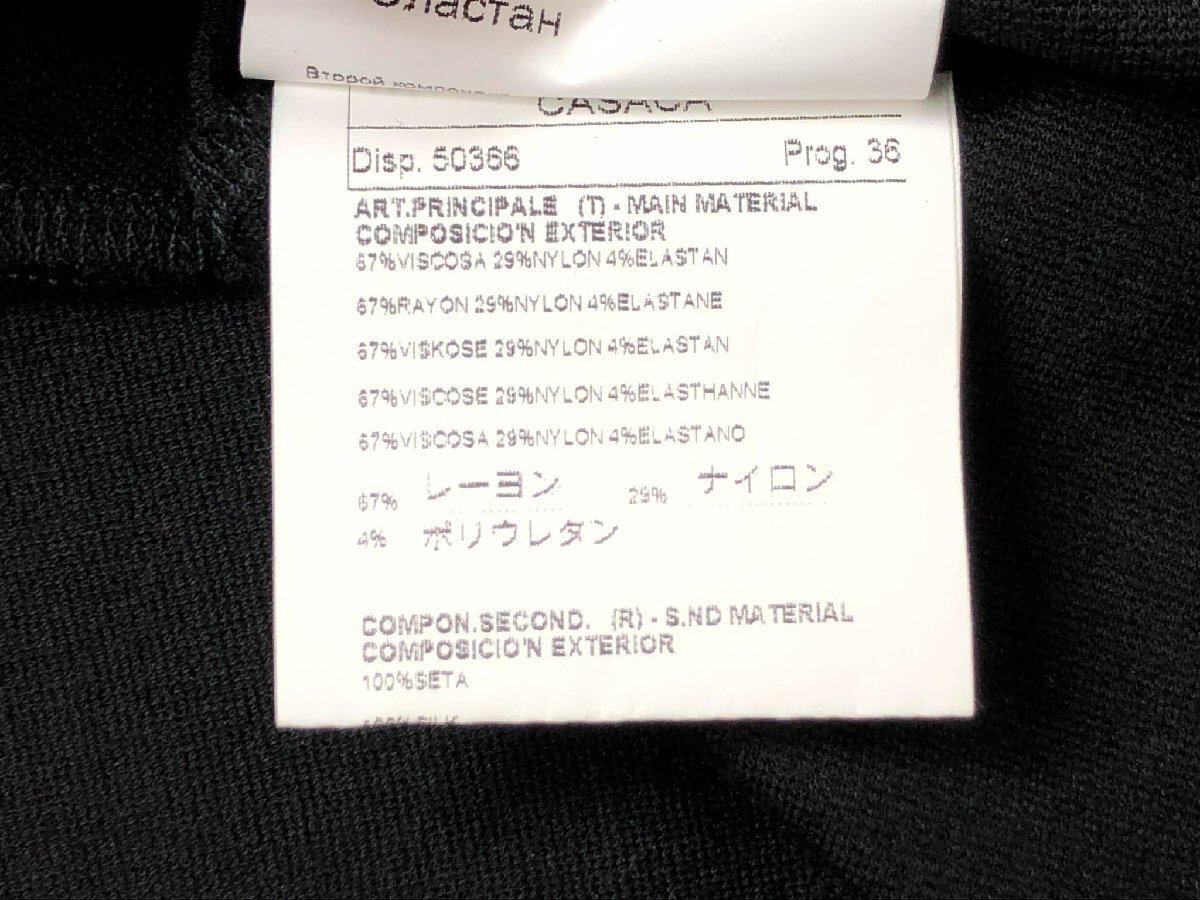 эластан
Второй
CASACA
Disp. 50366 Prog. 36
ART.PRINCIPALE (T) - MAIN MATERIAL
COMPOSICIO'N EXTERIOR
67%VISCOSA 29%NYLON 4%ELASTAN
67%RAYON 29%NYLON 4%ELASTANE
67%VISKOSE 29%NYLON 4%ELASTAN
67%VISCOSE 29%NYLON 4%ELASTHANNE
67%VISCOSA 29%NYLON 4%ELASTANO
67% レーヨン 29% ナイロン
4% ポリウレタン
COMPON.SECOND. (R) - S.ND MATERIAL
COMPOSICIO'N EXTERIOR
100%SETA
100%SILK